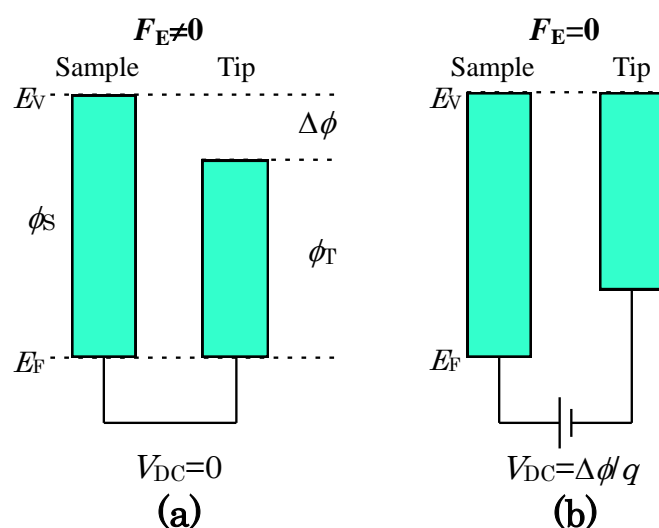 F_E≠0
Sample Tip
E_V
Δϕ
ϕ_S
ϕ_T
E_F
V_DC=0
(a)
F_E=0
Sample Tip
E_V
E_F
V_DC=Δϕ/q
(b)